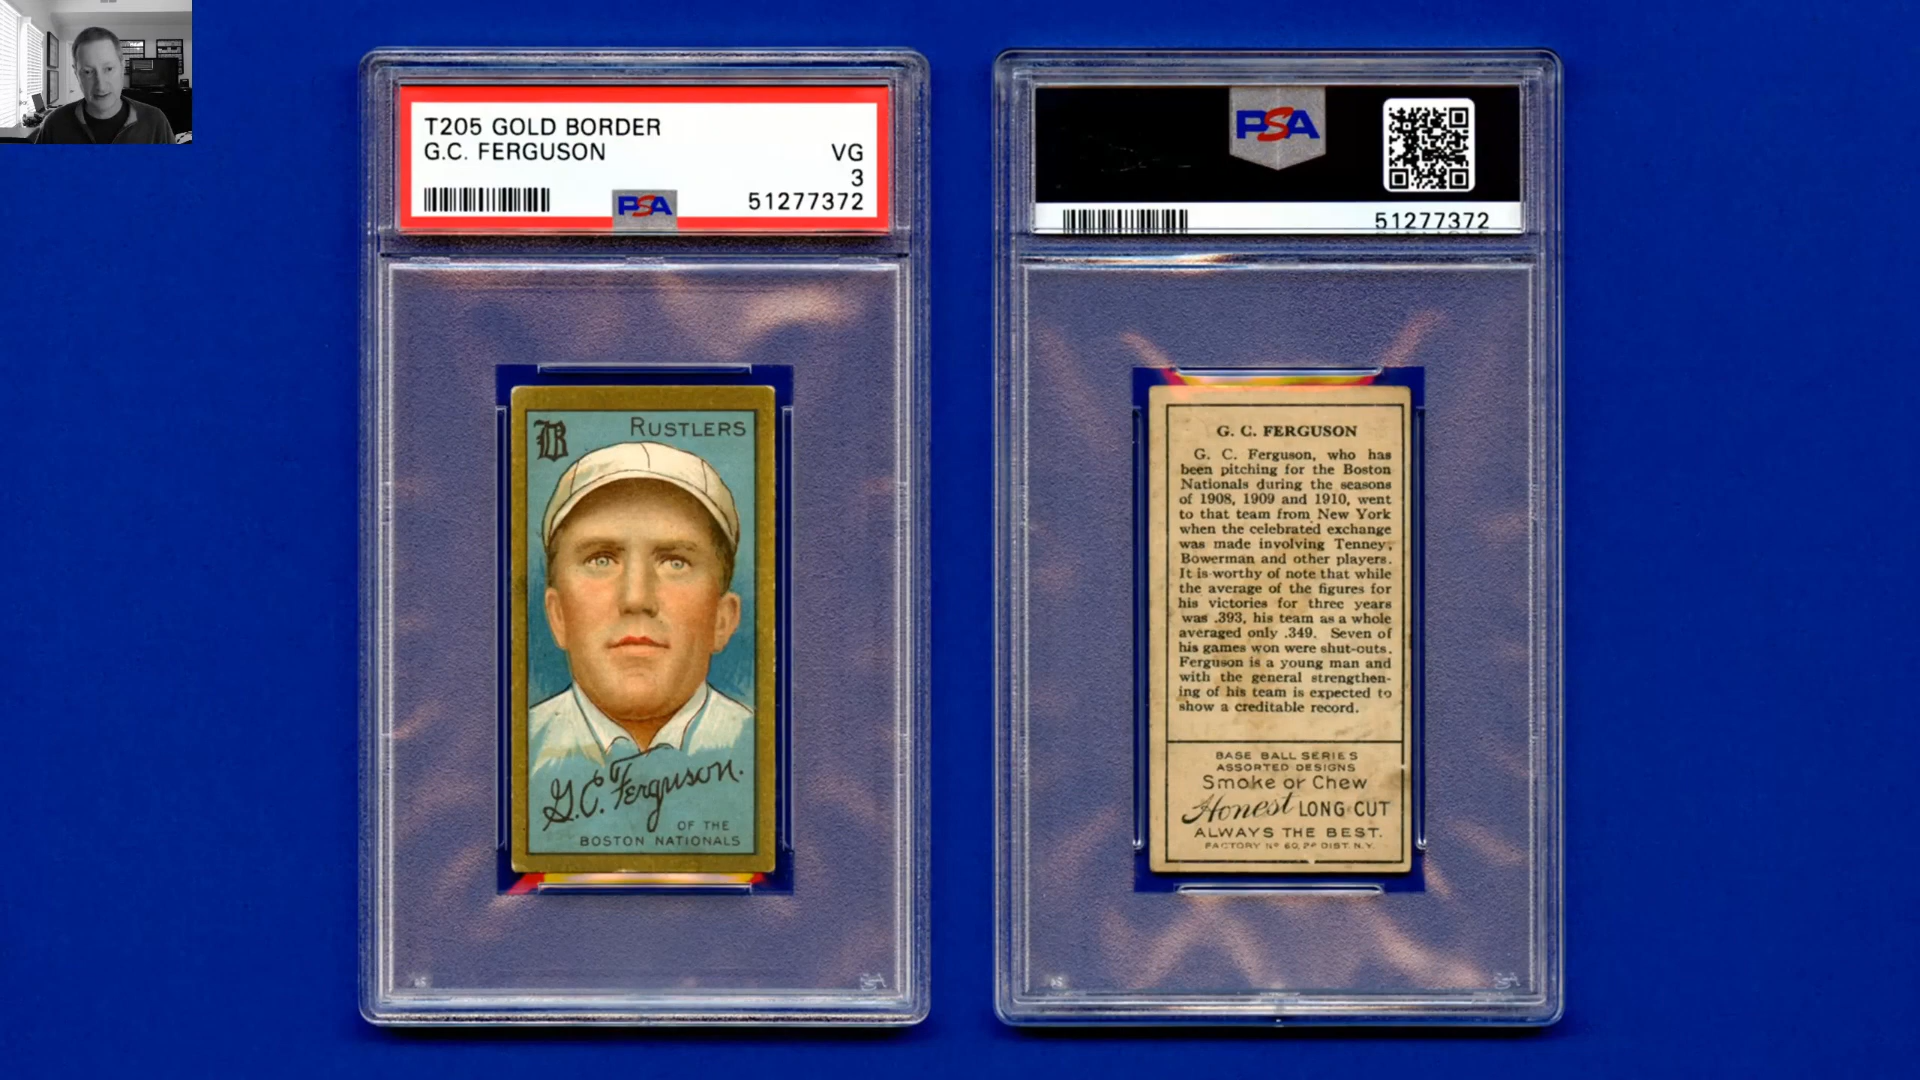 T205 GOLD BORDER
G.C. FERGUSON
VG
3
PSA
51277372
B
RUSTLERS
G.C. Ferguson.
OF THE
BOSTON NATIONALS
PSA
51277372
G. C. FERGUSON
G. C. Ferguson, who has
been pitching for the Boston
Nationals during the seasons
of 1908, 1909 and 1910, went
to that team from New York
when the celebrated exchange
was made involving Tenney,
Bowerman and other players.
It is worthy of note that while
the average of the figures for
his victories for three years
was .393, his team as a whole
averaged only .349. Seven of
his games won were shut-outs.
Ferguson is a young man and
with the general strengthen-
ing of his team is expected to
show a creditable record.
BASE BALL SERIES
ASSORTED DESIGNS
Smoke or Chew
Honest LONG CUT
ALWAYS THE BEST.
FACTORY Nº 60, 2ᴰ DIST. N.Y.